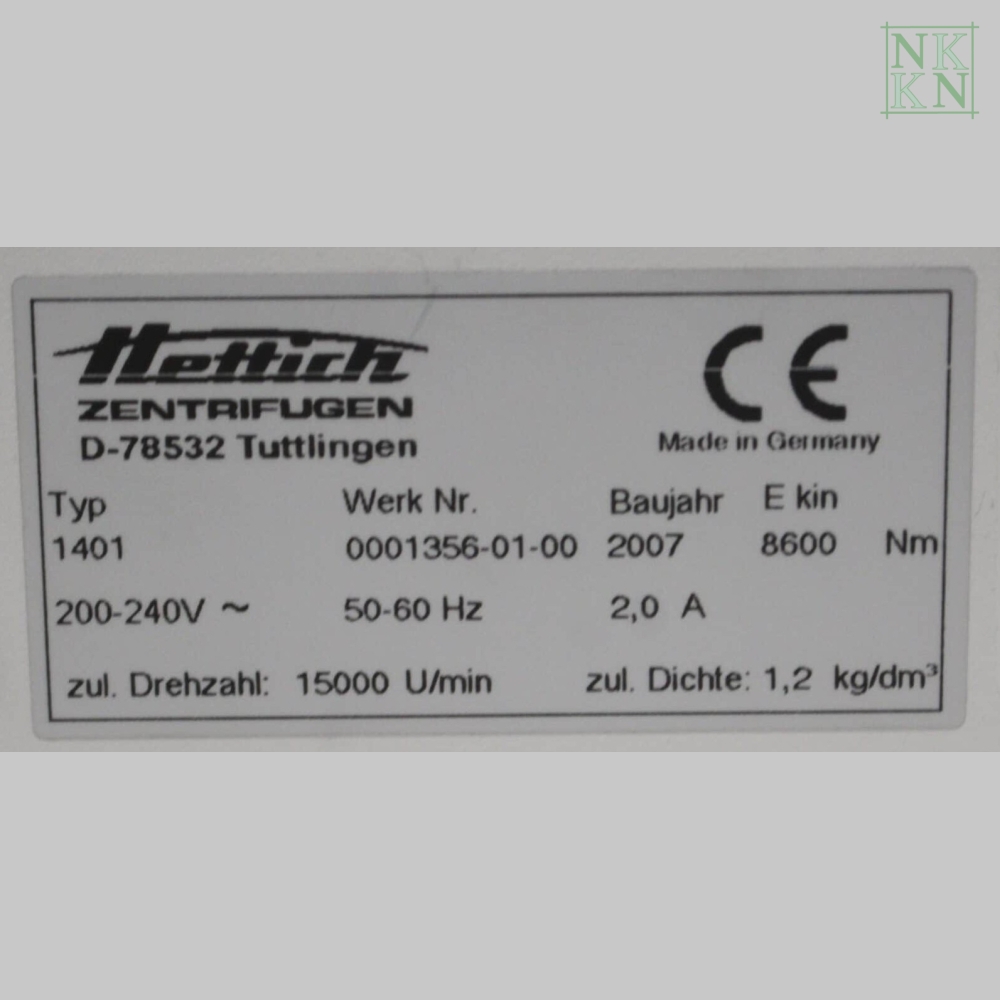 NK
KN
Hettich
ZENTRIFUGEN
D-78532 Tuttlingen
CE
Made in Germany
Typ Werk Nr. Baujahr E kin
1401 0001356-01-00 2007 8600 Nm
200-240V ~ 50-60 Hz 2,0 A
zul. Drehzahl: 15000 U/min zul. Dichte: 1,2 kg/dm³